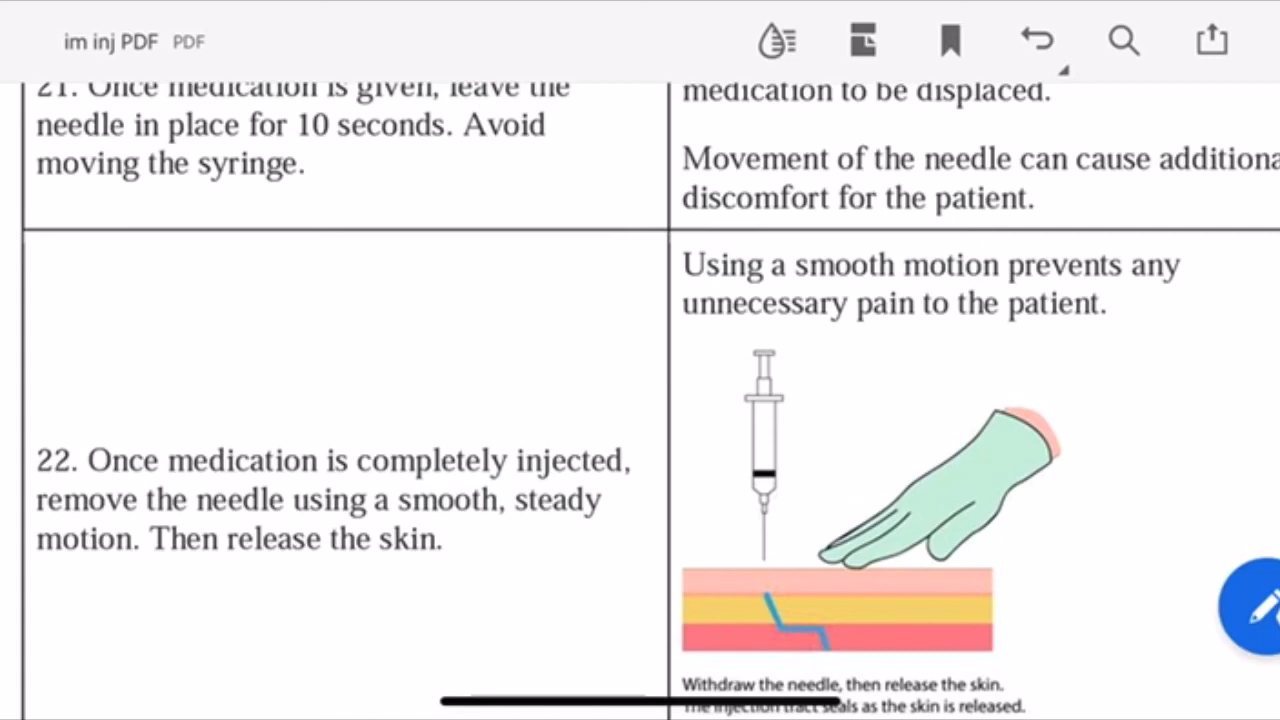 im inj PDF PDF
21. Once medication is given, leave the
needle in place for 10 seconds. Avoid
moving the syringe.
medication to be displaced.
Movement of the needle can cause additiona
discomfort for the patient.
22. Once medication is completely injected,
remove the needle using a smooth, steady
motion. Then release the skin.
Using a smooth motion prevents any
unnecessary pain to the patient.
Withdraw the needle, then release the skin.
The injection tract seals as the skin is released.